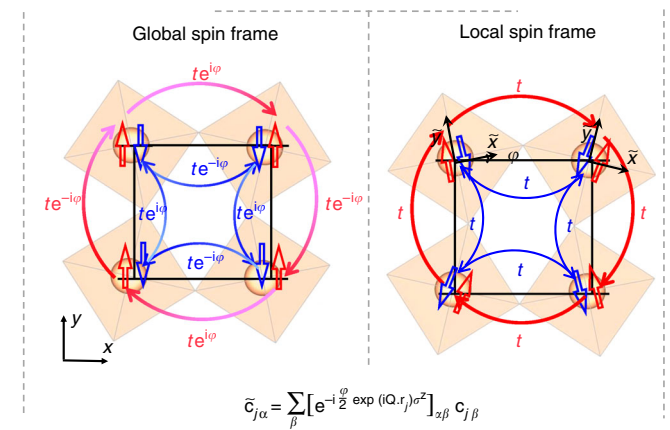 Global spin frame
Local spin frame
te^{iφ}
t
ỹ
x̃
φ
y
x̃
te^{-iφ}
t
te^{-iφ}
te^{iφ}
te^{iφ}
te^{-iφ}
t
t
t
t
te^{-iφ}
t
y
x
te^{iφ}
t
c̃_{jα} = ∑_β [e^{-i φ/2 exp (iQ.r_j)σ^z}]_{αβ} c_{jβ}